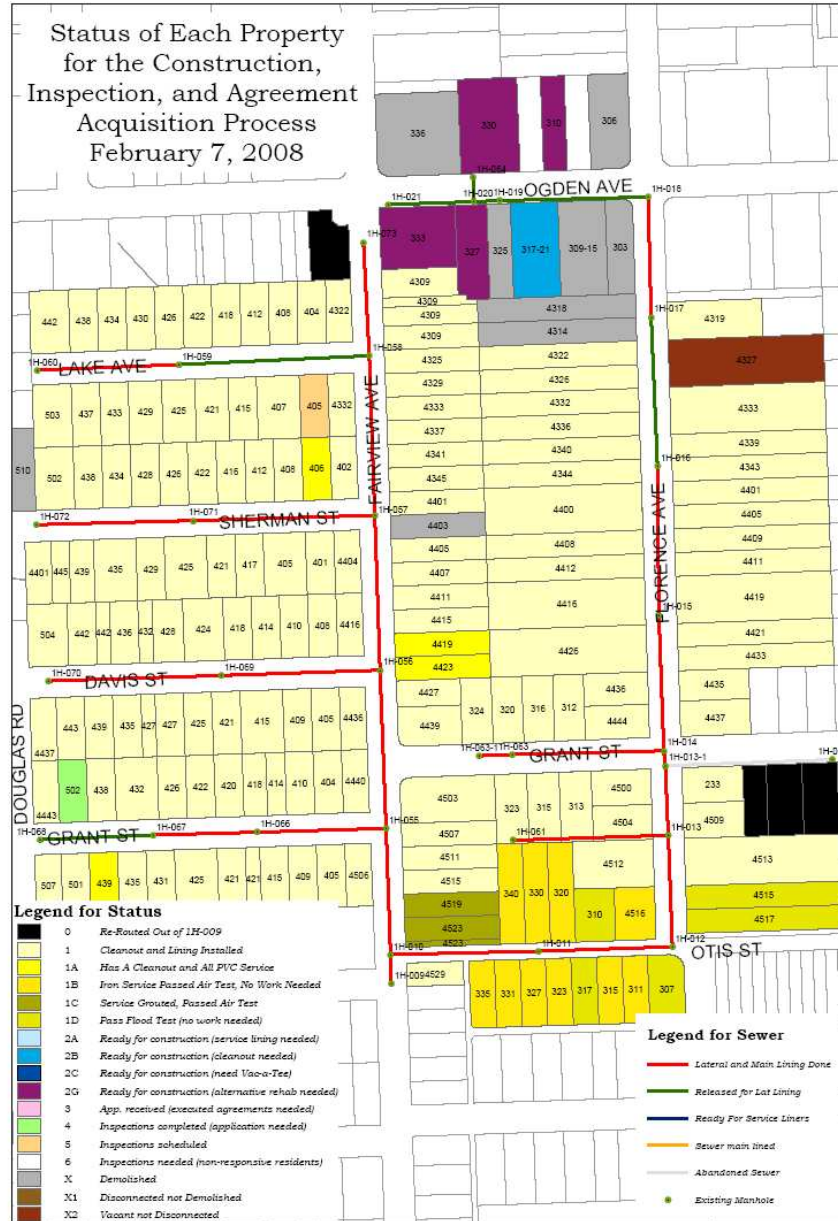 Status of Each Property
for the Construction,
Inspection, and Agreement
Acquisition Process
February 7, 2008
336
330
310
306
1H-064
1H-021
1H-020
1H-019
OGDEN AVE
1H-018
1H-073
333
327
325
317-21
309-15
303
4309
4309
4309
4318
4314
1H-017
4319
442 438 434 430 426 422 418 412 408 404 4322
1H-060
LAKE AVE
1H-059
1H-058
4325
4322
4327
4329
4326
503 437 433 429 425 421 415 407 405 4332
4333
4332
4333
4337
4336
510
502 438 434 428 426 422 416 412 408 406 402
FAIRVIEW AVE
4341
4340
4339
4345
4344
1H-016
4343
4401
4400
4401
1H-072
1H-071
SHERMAN ST
1H-057
4403
4405
4405
4408
4409
4407
4412
4411
4401 445 439 435 429 425 421 417 405 401 4404
4411
4416
FLORENCE AVE
1H-015
4419
4415
504 442 442 436 432 428 424 418 414 410 408 4416
4419
4426
4421
4423
4433
1H-070
DAVIS ST
1H-069
1H-056
4427
324 320 316 312
4436
4435
4439
4444
4437
DOUGLAS RD
4437
443 439 435 427 427 425 421 415 409 405 4436
1H-063-1
1H-063
GRANT ST
1H-014
1H-013-1
1H-0
4443
502 438 432 426 422 420 418 414 410 404 4440
4503
323 315 313
4500
4504
233
4509
1H-068
GRANT ST
1H-067
1H-066
1H-055
4507
1H-061
1H-013
507 501 439 435 431 425 421 421 415 409 405 4506
4511
4512
4513
4515
340 330 320
4519
310
4516
4515
4523
4517
4523
1H-010
1H-011
1H-012
OTIS ST
1H-009
4529
335 331 327 323 317 315 311 307
Legend for Status
0 Re-Routed Out of 1H-009
1 Cleanout and Lining Installed
1A Has A Cleanout and All PVC Service
1B Iron Service Passed Air Test, No Work Needed
1C Service Grouted, Passed Air Test
1D Pass Flood Test (no work needed)
2A Ready for construction (service lining needed)
2B Ready for construction (cleanout needed)
2C Ready for construction (need Vac-a-Tee)
2G Ready for construction (alternative rehab needed)
3 App. received (executed agreements needed)
4 Inspections completed (application needed)
5 Inspections scheduled
6 Inspections needed (non-responsive residents)
X Demolished
X1 Disconnected not Demolished
X2 Vacant not Disconnected
Legend for Sewer
Lateral and Main Lining Done
Released for Lat Lining
Ready For Service Liners
Sewer main lined
Abandoned Sewer
Existing Manhole